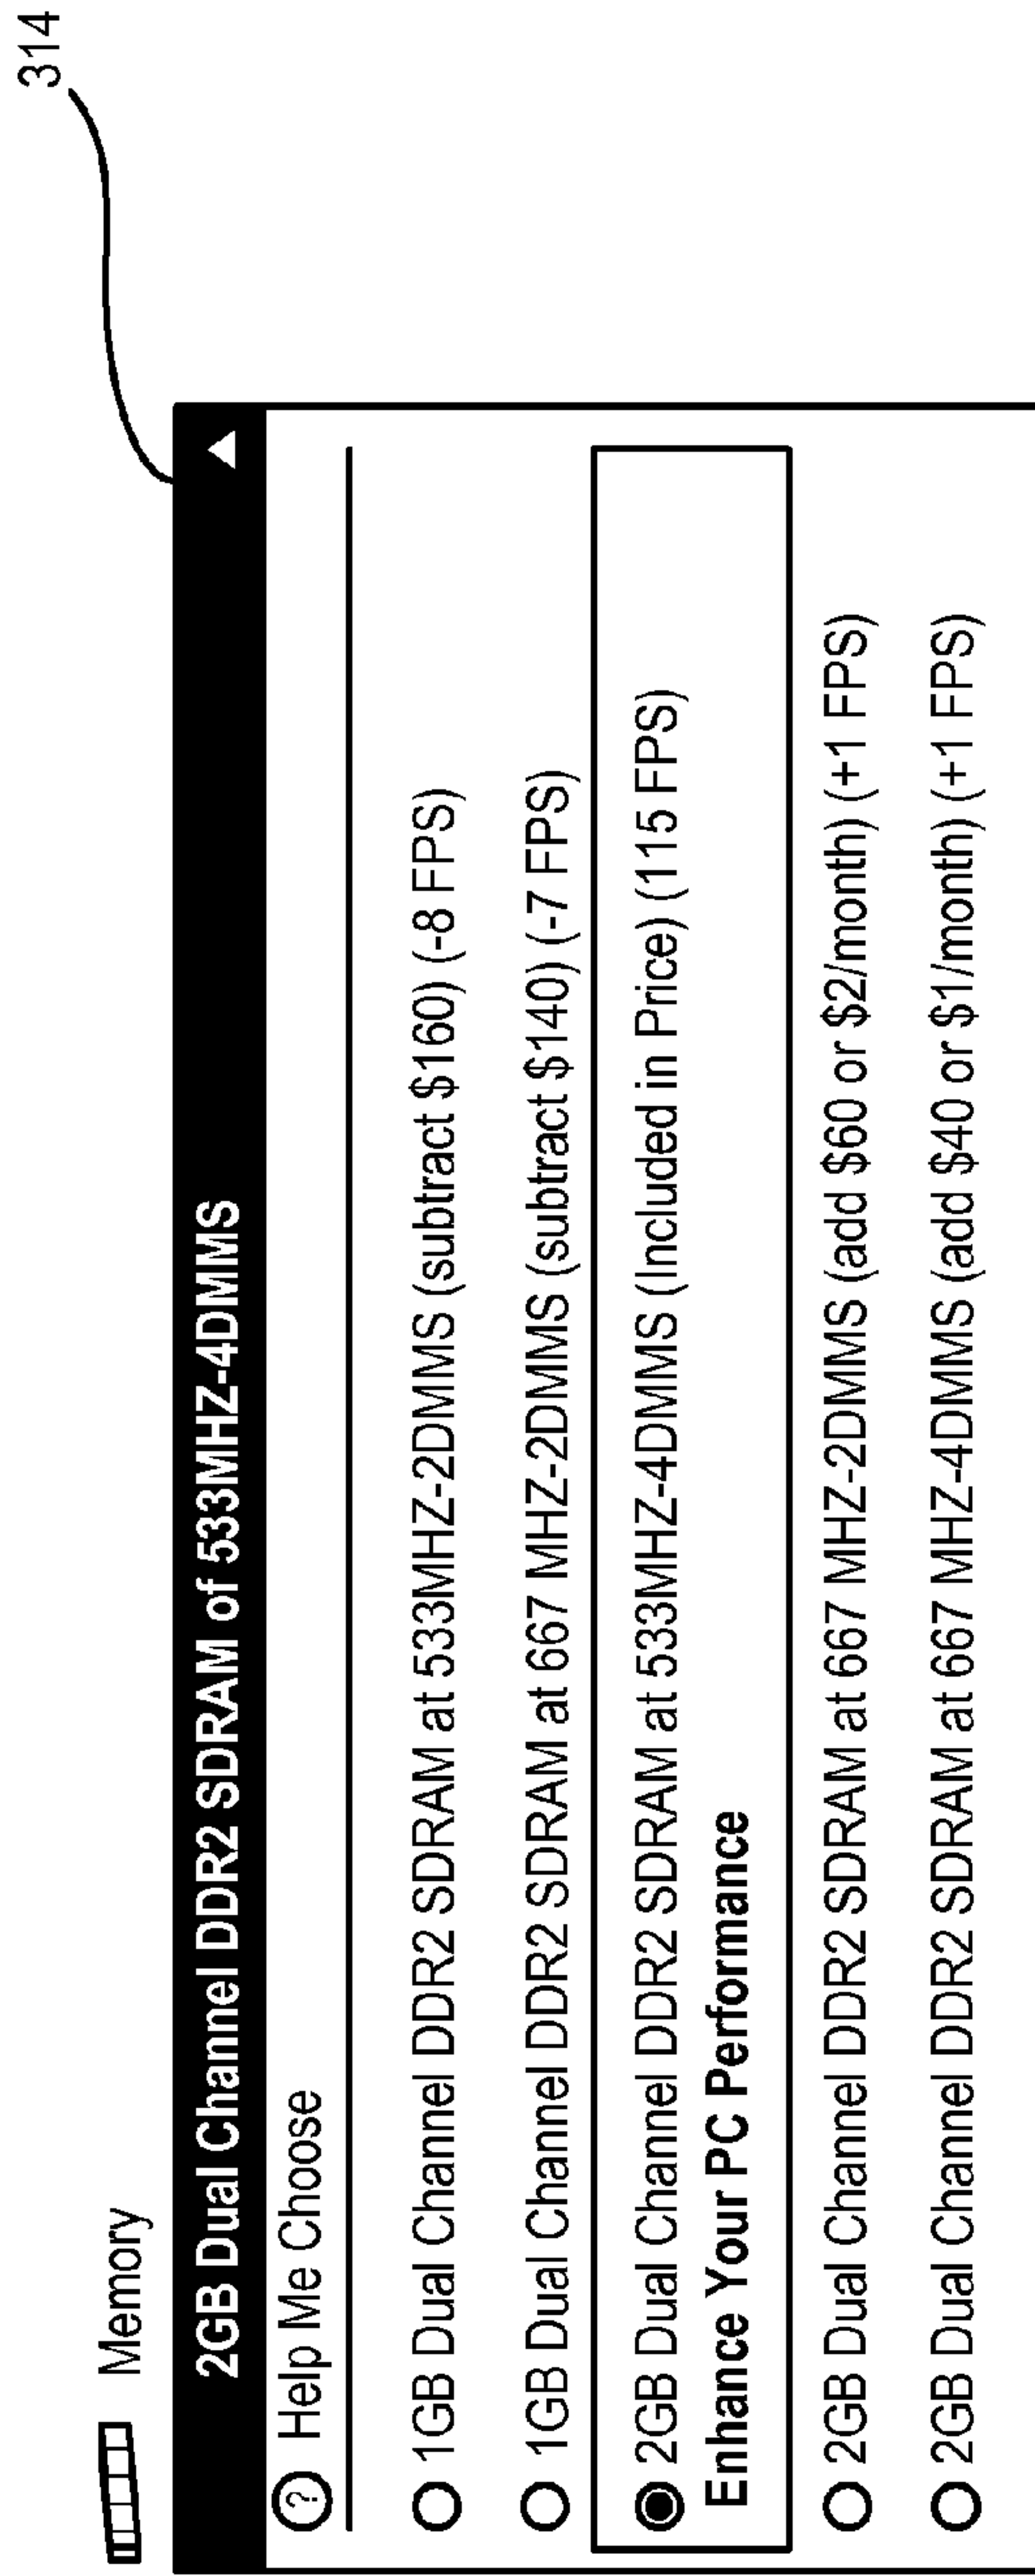 314
Memory
2GB Dual Channel DDR2 SDRAM of 533MHZ-4DMMS
? Help Me Choose
1GB Dual Channel DDR2 SDRAM at 533MHZ-2DMMS (subtract $160) (-8 FPS)
1GB Dual Channel DDR2 SDRAM at 667 MHZ-2DMMS (subtract $140) (-7 FPS)
2GB Dual Channel DDR2 SDRAM at 533MHZ-4DMMS (Included in Price) (115 FPS)
Enhance Your PC Performance
2GB Dual Channel DDR2 SDRAM at 667 MHZ-2DMMS (add $60 or $2/month) (+1 FPS)
2GB Dual Channel DDR2 SDRAM at 667 MHZ-4DMMS (add $40 or $1/month) (+1 FPS)